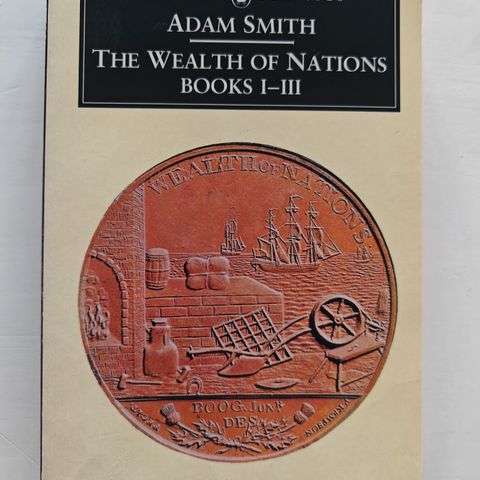 ADAM SMITH
THE WEALTH OF NATIONS
BOOKS I–III
WEALTH OF NATIONS
BOOG. JUNR
DES.